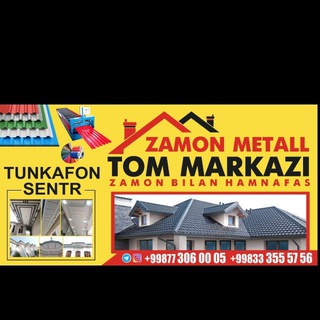 ZAMON METALL
TOM MARKAZI
ZAMON BILAN HAMNAFAS
TUNKAFON
SENTR
+99877 306 00 05 +99833 355 57 56